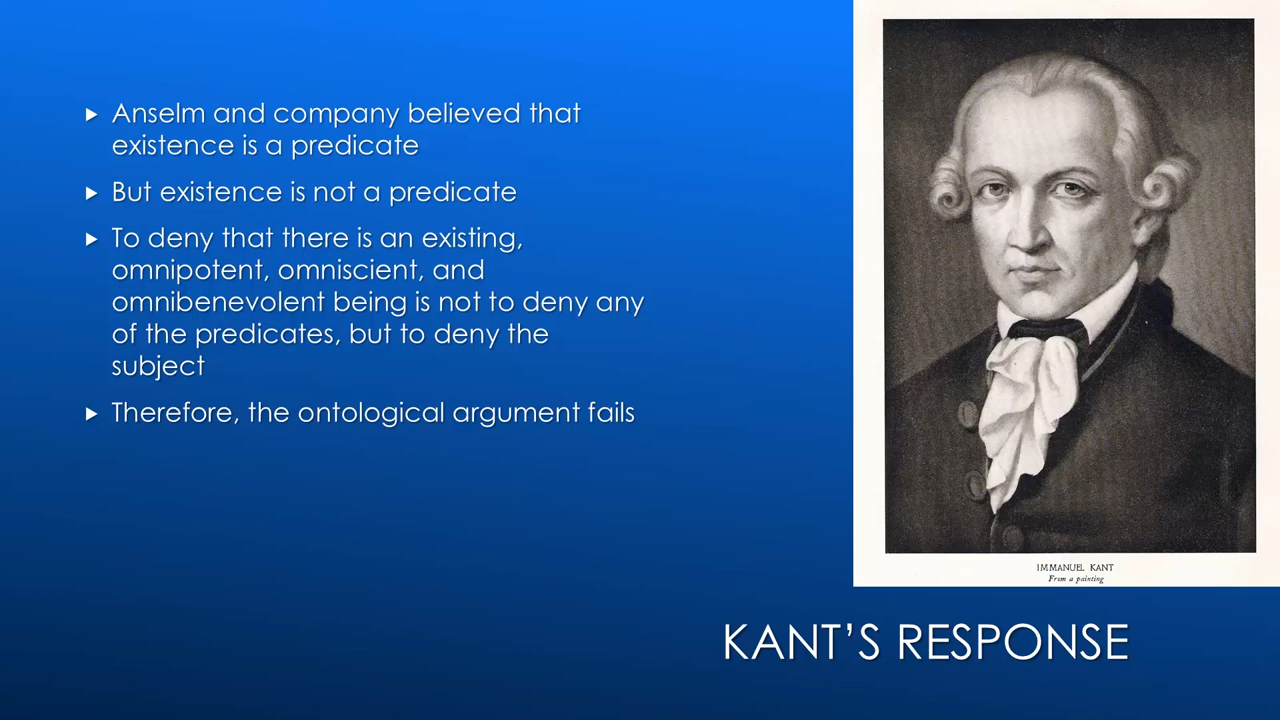 Anselm and company believed that
existence is a predicate
But existence is not a predicate
To deny that there is an existing,
omnipotent, omniscient, and
omnibenevolent being is not to deny any
of the predicates, but to deny the
subject
Therefore, the ontological argument fails
IMMANUEL KANT
From a painting
KANT’S RESPONSE